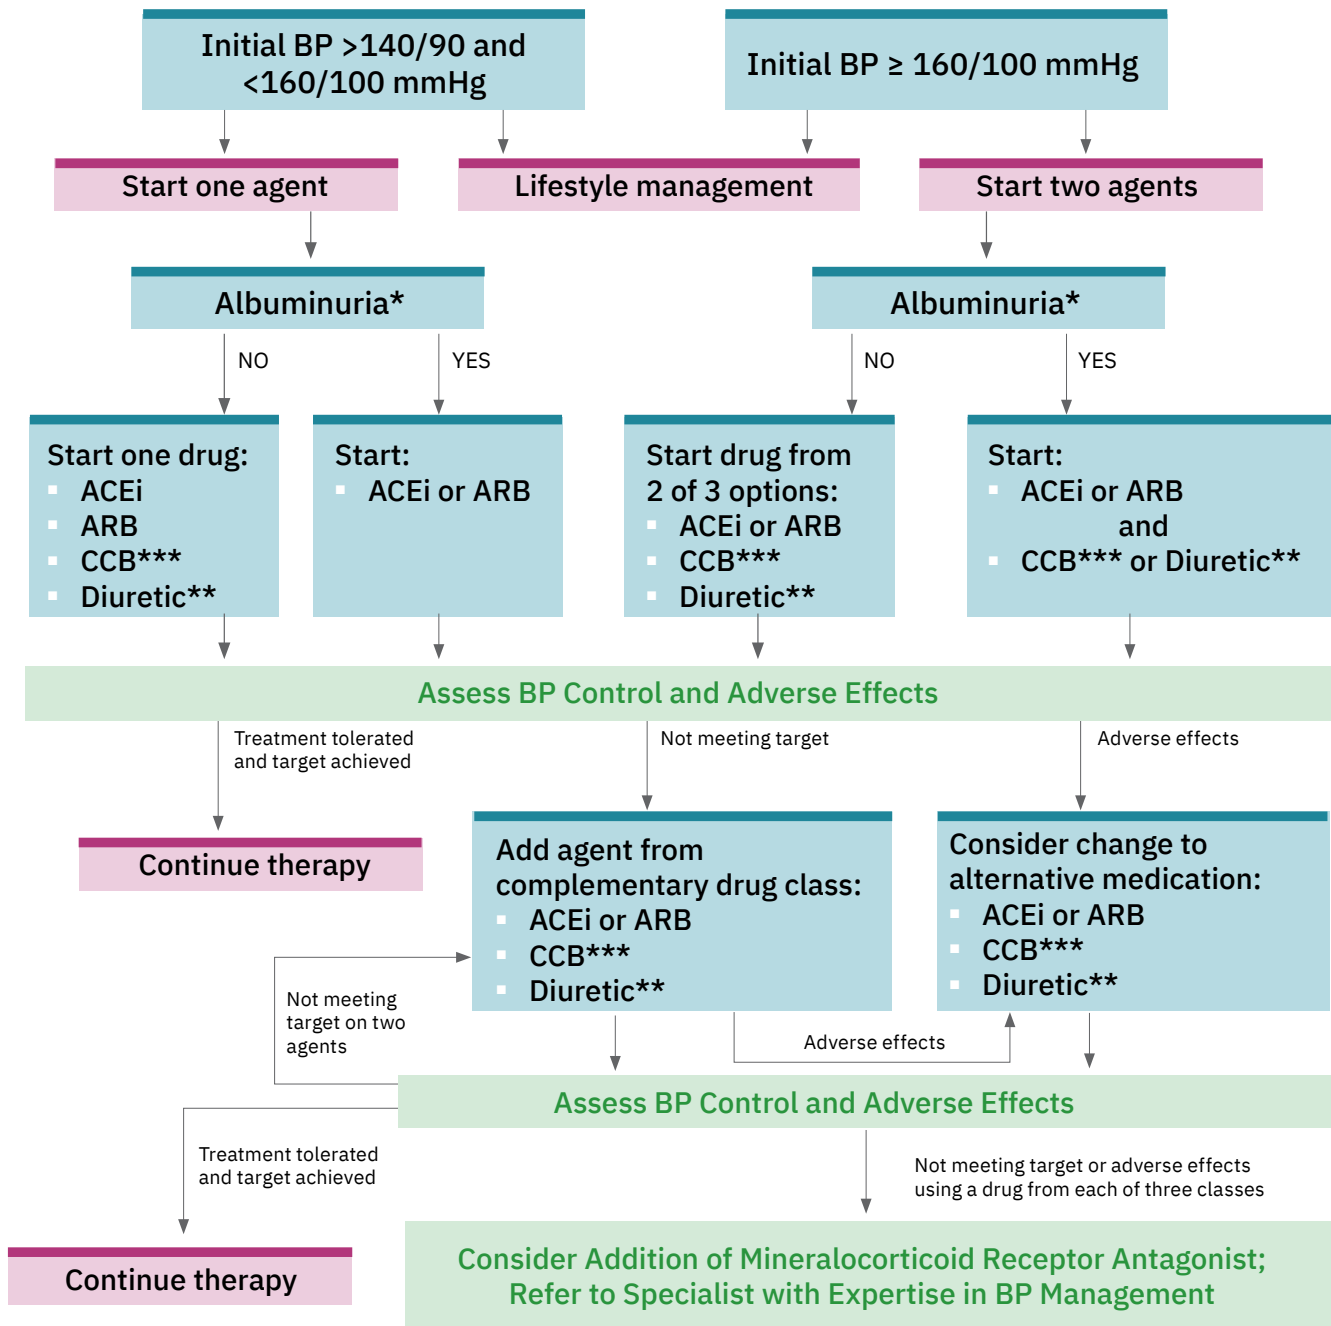 Initial BP >140/90 and
<160/100 mmHg
Initial BP ≥ 160/100 mmHg
Start one agent
Lifestyle management
Start two agents
Albuminuria*
Albuminuria*
NO
YES
NO
YES
Start one drug:
▪ ACEi
▪ ARB
▪ CCB***
▪ Diuretic**
Start:
▪ ACEi or ARB
Start drug from
2 of 3 options:
▪ ACEi or ARB
▪ CCB***
▪ Diuretic**
Start:
▪ ACEi or ARB
and
▪ CCB*** or Diuretic**
Assess BP Control and Adverse Effects
Treatment tolerated
and target achieved
Not meeting target
Adverse effects
Continue therapy
Add agent from
complementary drug class:
▪ ACEi or ARB
▪ CCB***
▪ Diuretic**
Consider change to
alternative medication:
▪ ACEi or ARB
▪ CCB***
▪ Diuretic**
Not meeting
target on two
agents
Adverse effects
Assess BP Control and Adverse Effects
Treatment tolerated
and target achieved
Not meeting target or adverse effects
using a drug from each of three classes
Continue therapy
Consider Addition of Mineralocorticoid Receptor Antagonist;
Refer to Specialist with Expertise in BP Management